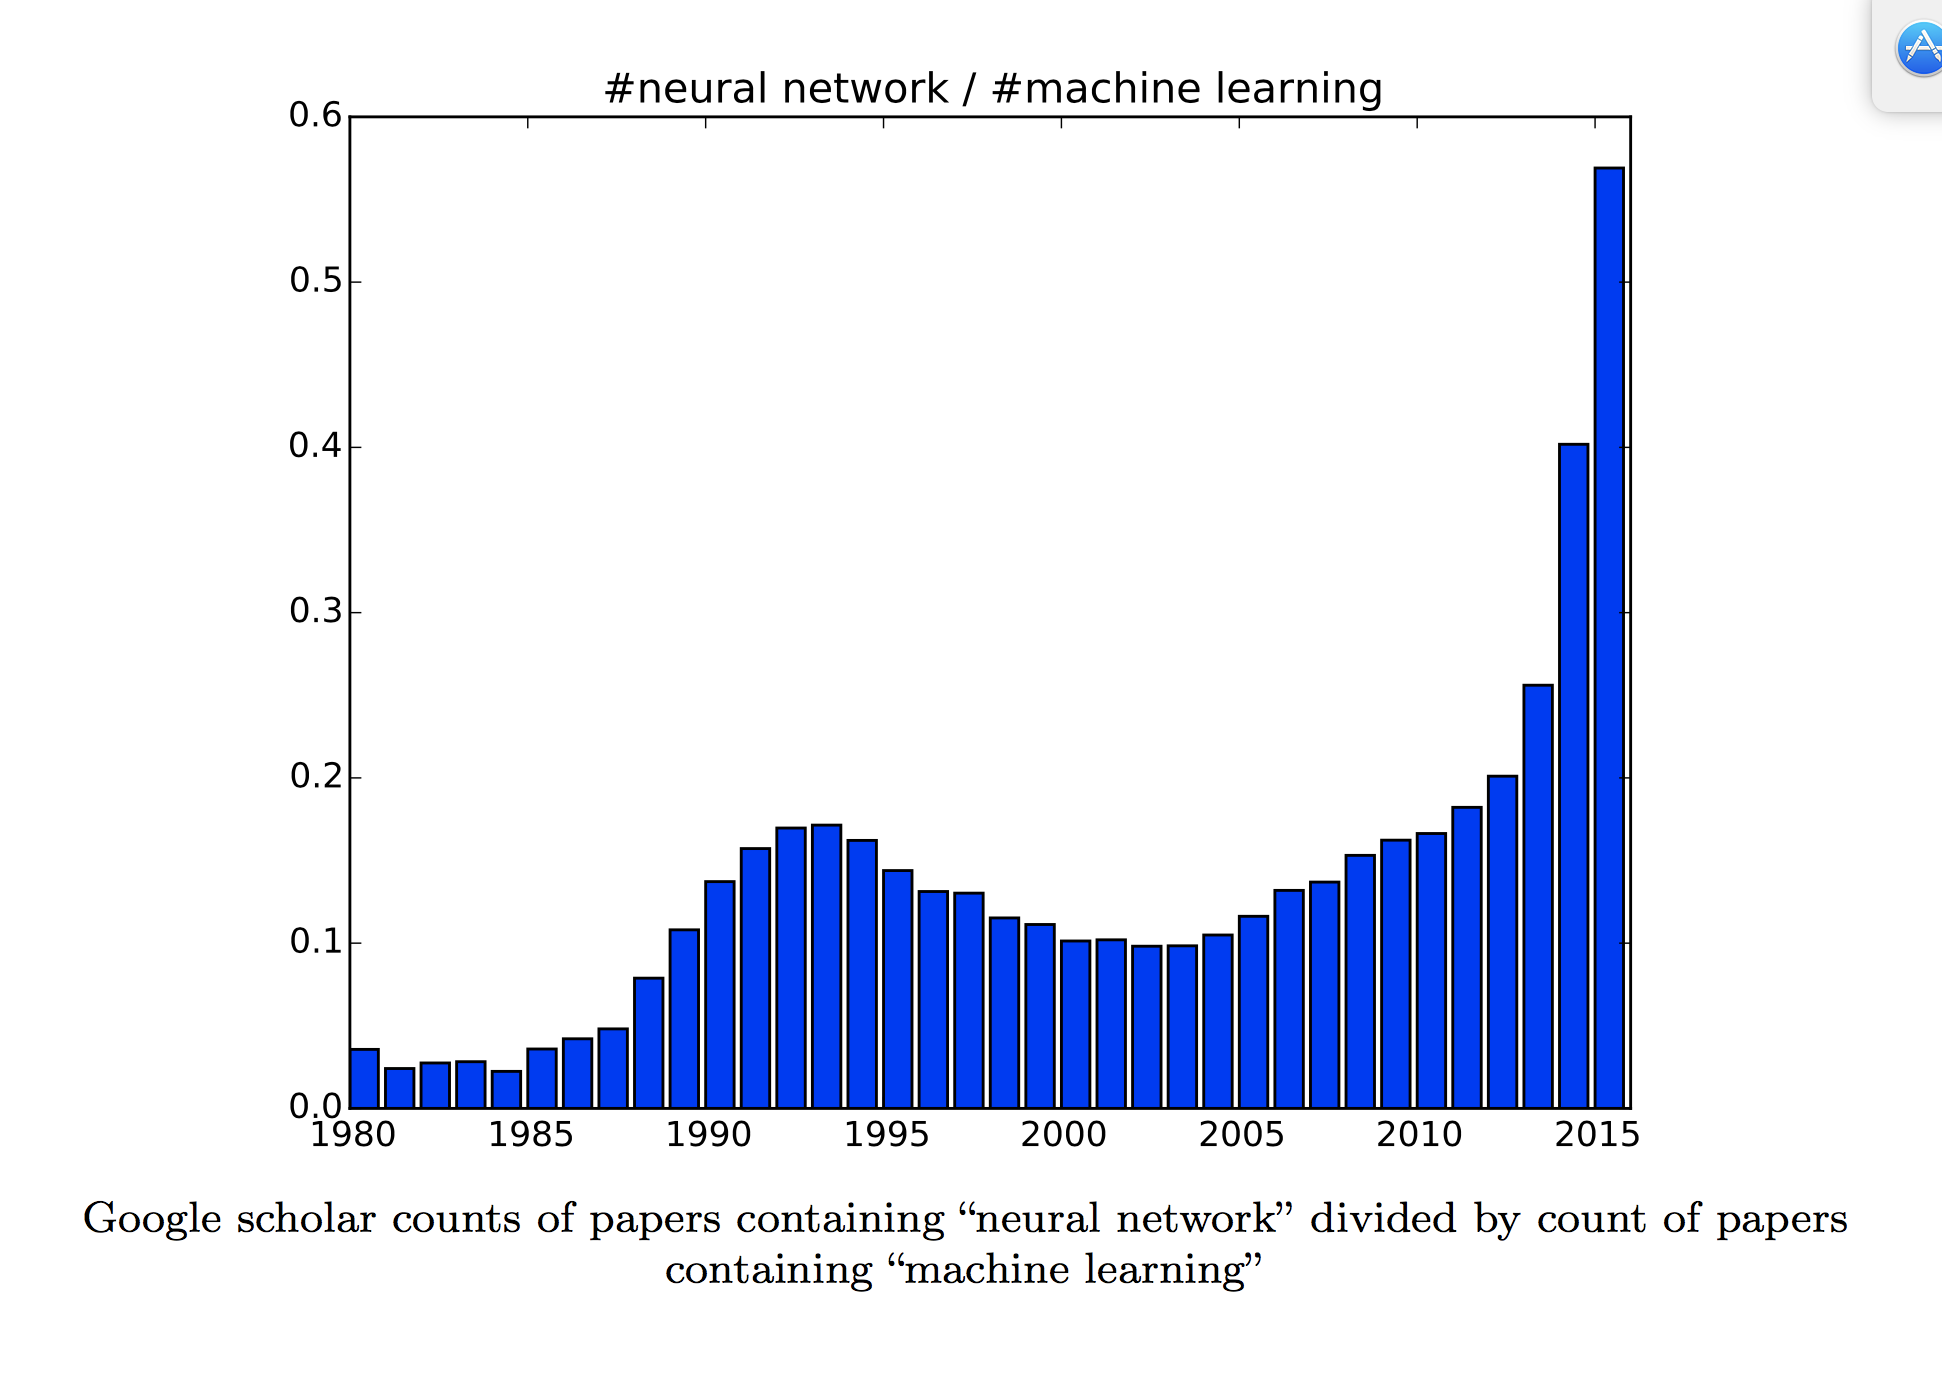 #neural network / #machine learning
0.6
0.5
0.4
0.3
0.2
0.1
0.0
1980 1985 1990 1995 2000 2005 2010 2015
Google scholar counts of papers containing “neural network” divided by count of papers
containing “machine learning”